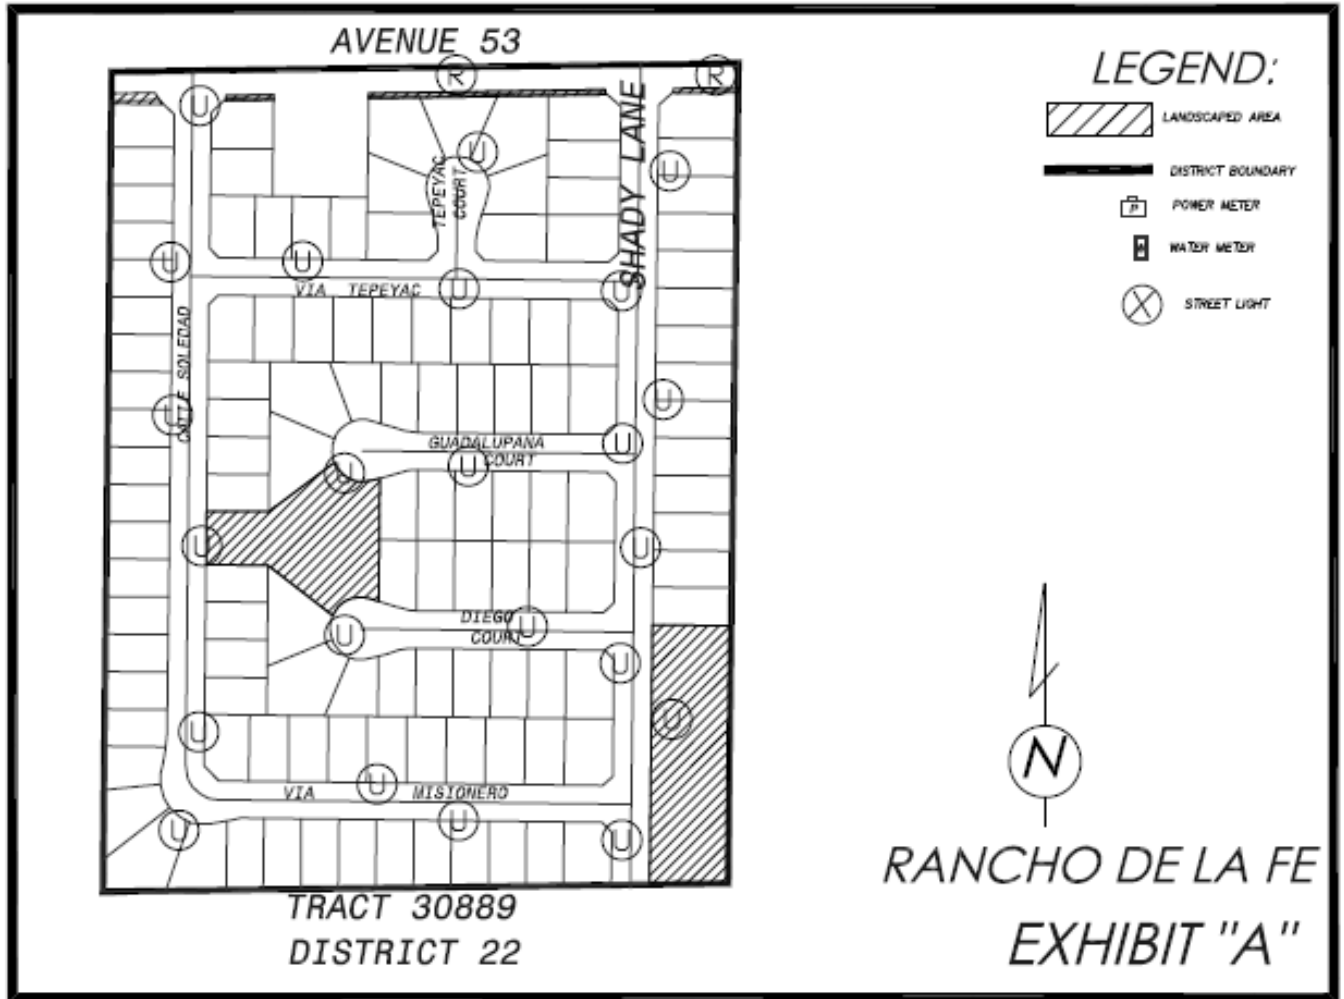 AVENUE 53
R
R
LEGEND:
LANDSCAPED AREA
DISTRICT BOUNDARY
P
POWER METER
WATER METER
X
STREET LIGHT
U
SHADY LANE
U
TEPEYAC
COURT
U
U
U
VIA TEPEYAC
U
U
CALLE SOLEDAD
U
U
GUADALUPANA
COURT
U
U
U
U
U
DIEGO
COURT
U
U
U
U
U
VIA MISIONERO
U
U
U
U
N
RANCHO DE LA FE
EXHIBIT "A"
TRACT 30889
DISTRICT 22